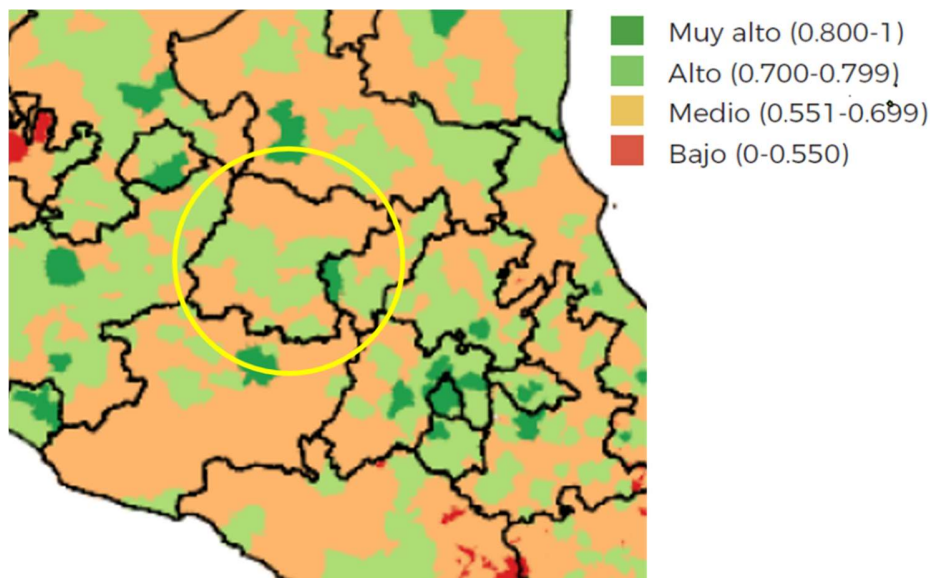 Muy alto (0.800-1)
Alto (0.700-0.799)
Medio (0.551-0.699)
Bajo (0-0.550)